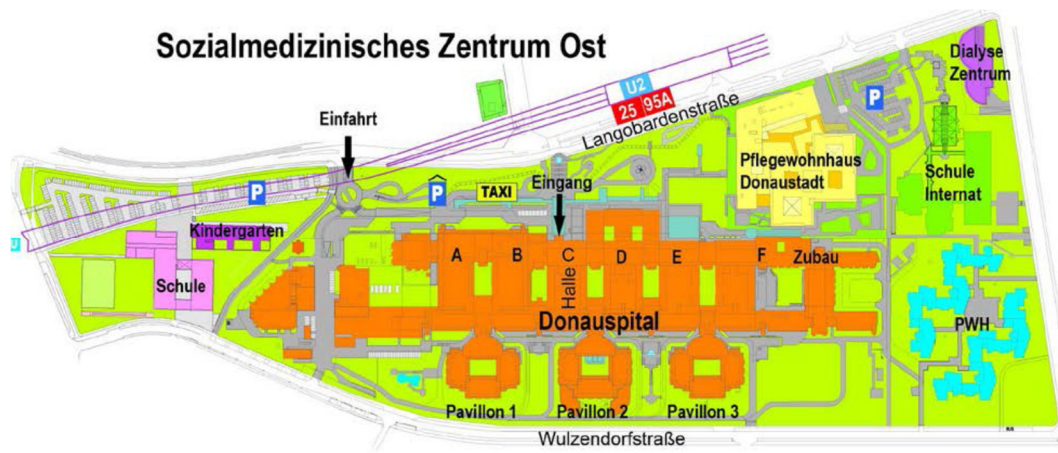 Sozialmedizinisches Zentrum Ost
Dialyse
Zentrum
U2
25 95A
Langobardenstraße
P
Einfahrt
P
P
TAXI
Eingang
Pflegewohnhaus
Donaustadt
Schule
Internat
Kindergarten
Schule
A
B
C
D
E
F
Zubau
Halle
Donauspital
PWH
Pavillon 1
Pavillon 2
Pavillon 3
Wulzendorfstraße